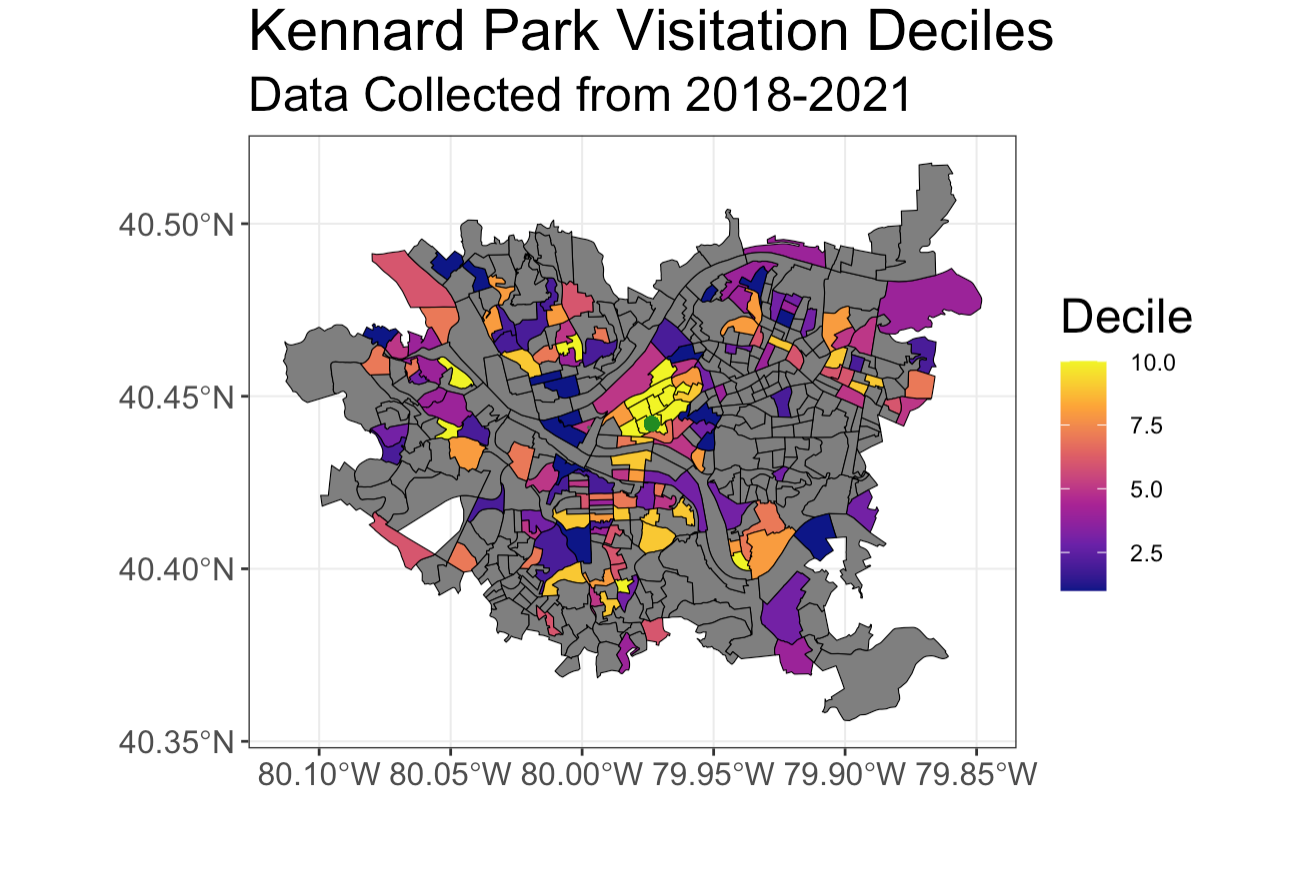 Kennard Park Visitation Deciles
Data Collected from 2018-2021
40.50°N
40.45°N
40.40°N
40.35°N
80.10°W 80.05°W 80.00°W 79.95°W 79.90°W 79.85°W
Decile
10.0
7.5
5.0
2.5